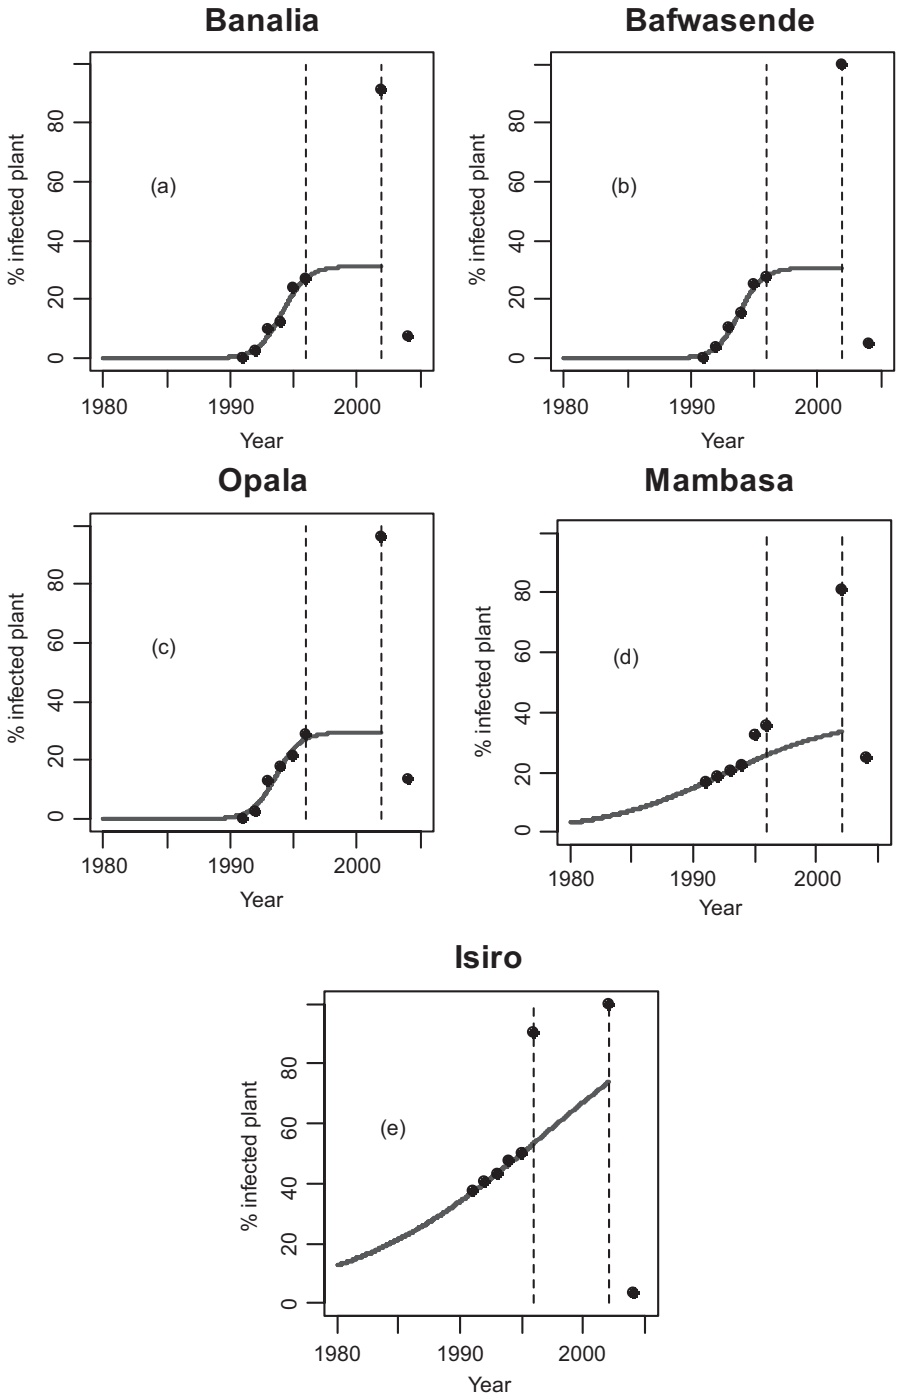 Banalia
% infected plant
80
60
40
20
0
(a)
1980 1990 2000
Year
Bafwasende
% infected plant
80
60
40
20
0
(b)
1980 1990 2000
Year
Opala
% infected plant
80
60
40
20
0
(c)
1980 1990 2000
Year
Mambasa
% infected plant
80
60
40
20
0
(d)
1980 1990 2000
Year
Isiro
% infected plant
80
60
40
20
0
(e)
1980 1990 2000
Year